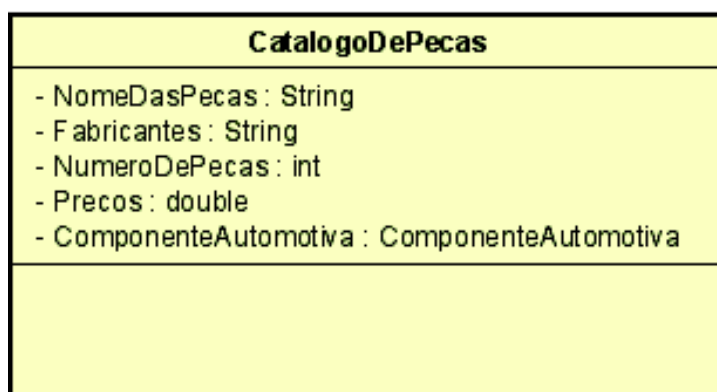 CatalogoDePecas
- NomeDasPecas : String
- Fabricantes : String
- NumeroDePecas : int
- Precos : double
- ComponenteAutomotiva : ComponenteAutomotiva